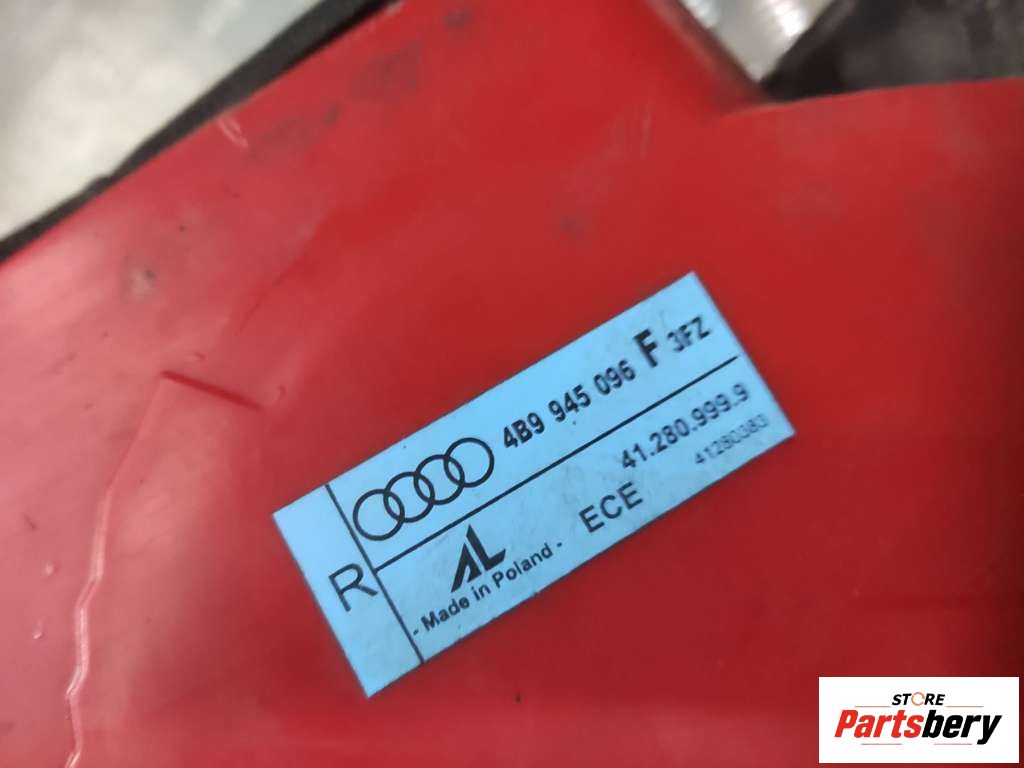 R
4B9 945 096 F 3FZ
41.280.999.9
AL
ECE
41280383
- Made in Poland -
STORE
Partsbery